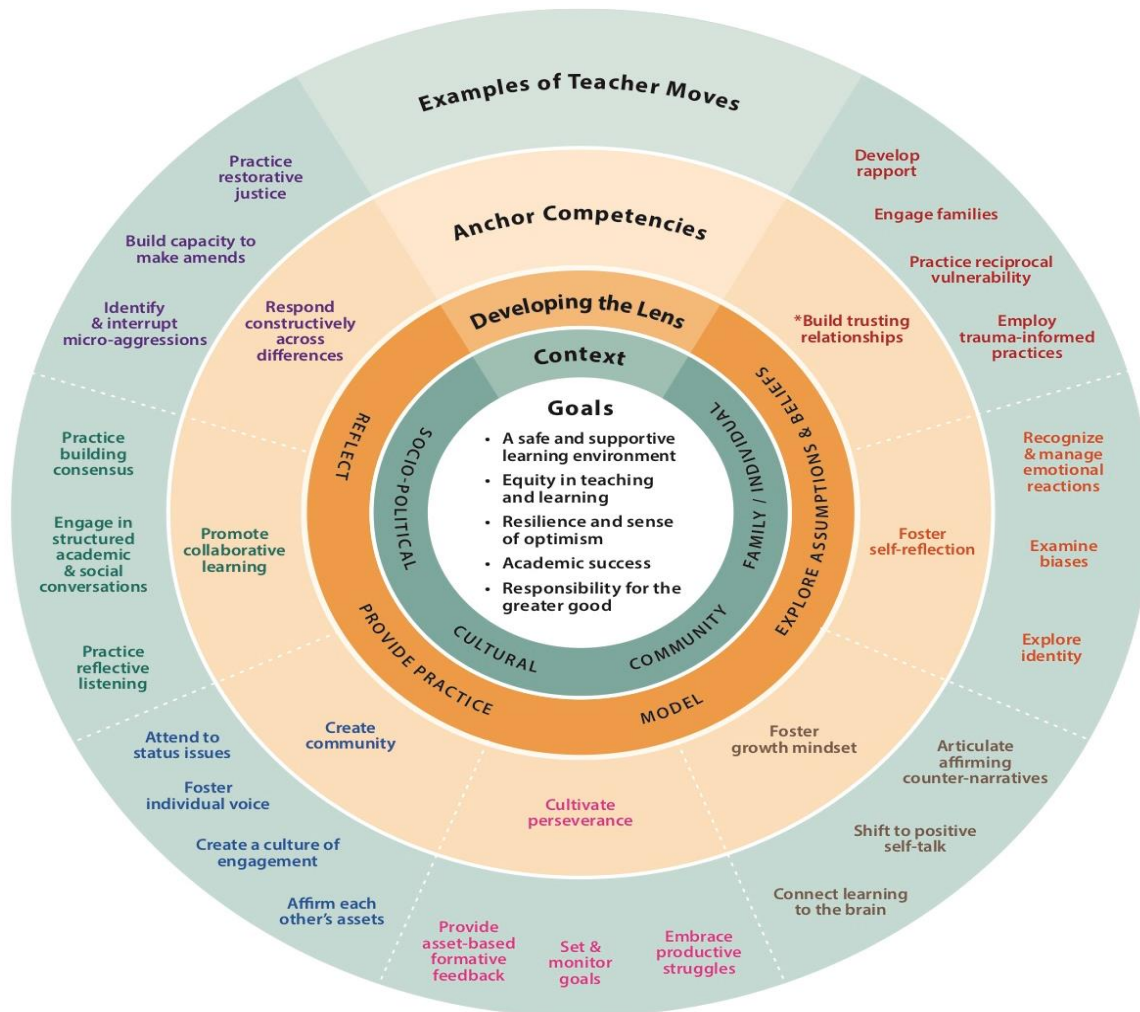 Examples of Teacher Moves
Anchor Competencies
Developing the Lens
Context
Goals
• A safe and supportive
learning environment
• Equity in teaching
and learning
• Resilience and sense
of optimism
• Academic success
• Responsibility for the
greater good
SOCIO-POLITICAL
CULTURAL
COMMUNITY
FAMILY / INDIVIDUAL
REFLECT
PROVIDE PRACTICE
MODEL
EXPLORE ASSUMPTIONS & BELIEFS
*Build trusting
relationships
Develop
rapport
Engage families
Practice reciprocal
vulnerability
Employ
trauma-informed
practices
Foster
self-reflection
Recognize
& manage
emotional
reactions
Examine
biases
Explore
identity
Foster
growth mindset
Articulate
affirming
counter-narratives
Shift to positive
self-talk
Connect learning
to the brain
Cultivate
perseverance
Embrace
productive
struggles
Set &
monitor
goals
Provide
asset-based
formative
feedback
Create
community
Affirm each
other’s assets
Create a culture of
engagement
Foster
individual voice
Attend to
status issues
Promote
collaborative
learning
Practice
reflective
listening
Engage in
structured
academic
& social
conversations
Practice
building
consensus
Respond
constructively
across
differences
Identify
& interrupt
micro-aggressions
Build capacity to
make amends
Practice
restorative
justice